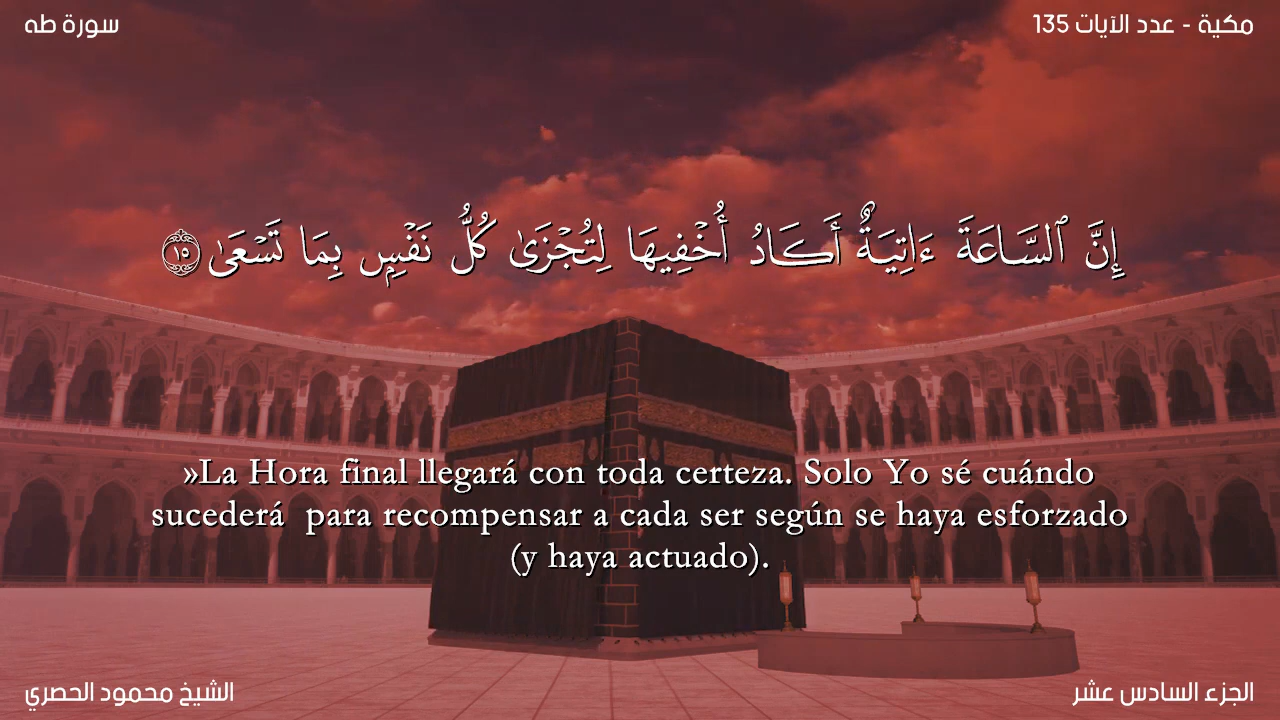 سورة طه
مكية - عدد الآيات 135
إِنَّ ٱلسَّاعَةَ ءَاتِيَةٌ أَكَادُ أُخْفِيهَا لِتُجْزَىٰ كُلُّ نَفْسٍۭ بِمَا تَسْعَىٰ ١٥
»La Hora final llegará con toda certeza. Solo Yo sé cuándo
sucederá  para recompensar a cada ser según se haya esforzado
(y haya actuado).
الشيخ محمود الحصري
الجزء السادس عشر